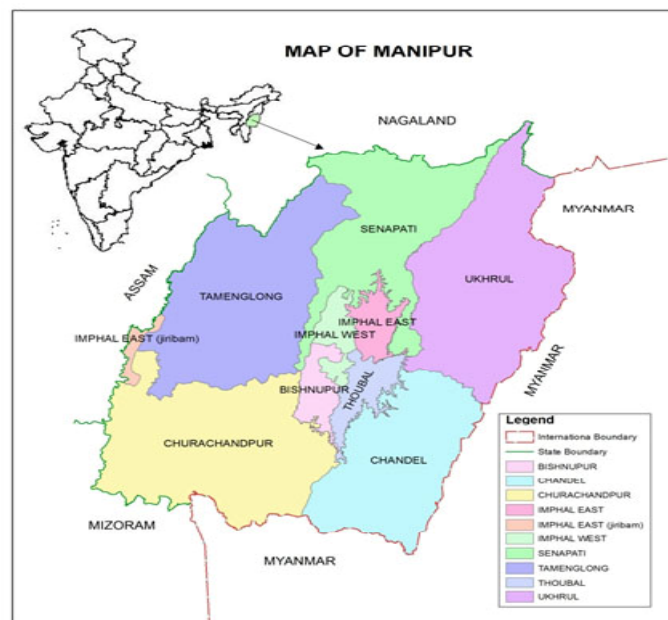 MAP OF MANIPUR
NAGALAND
MYANMAR
SENAPATI
UKHRUL
ASSAM
TAMENGLONG
IMPHAL EAST
IMPHAL EAST (jiribam)
IMPHAL WEST
BISHNUPUR
THOUBAL
MYANMAR
CHURACHANDPUR
CHANDEL
MIZORAM
MYANMAR
Legend
Internationa Boundary
State Boundary
BISHNUPUR
CHANDEL
CHURACHANDPUR
IMPHAL EAST
IMPHAL EAST (jiribam)
IMPHAL WEST
SENAPATI
TAMENGLONG
THOUBAL
UKHRUL